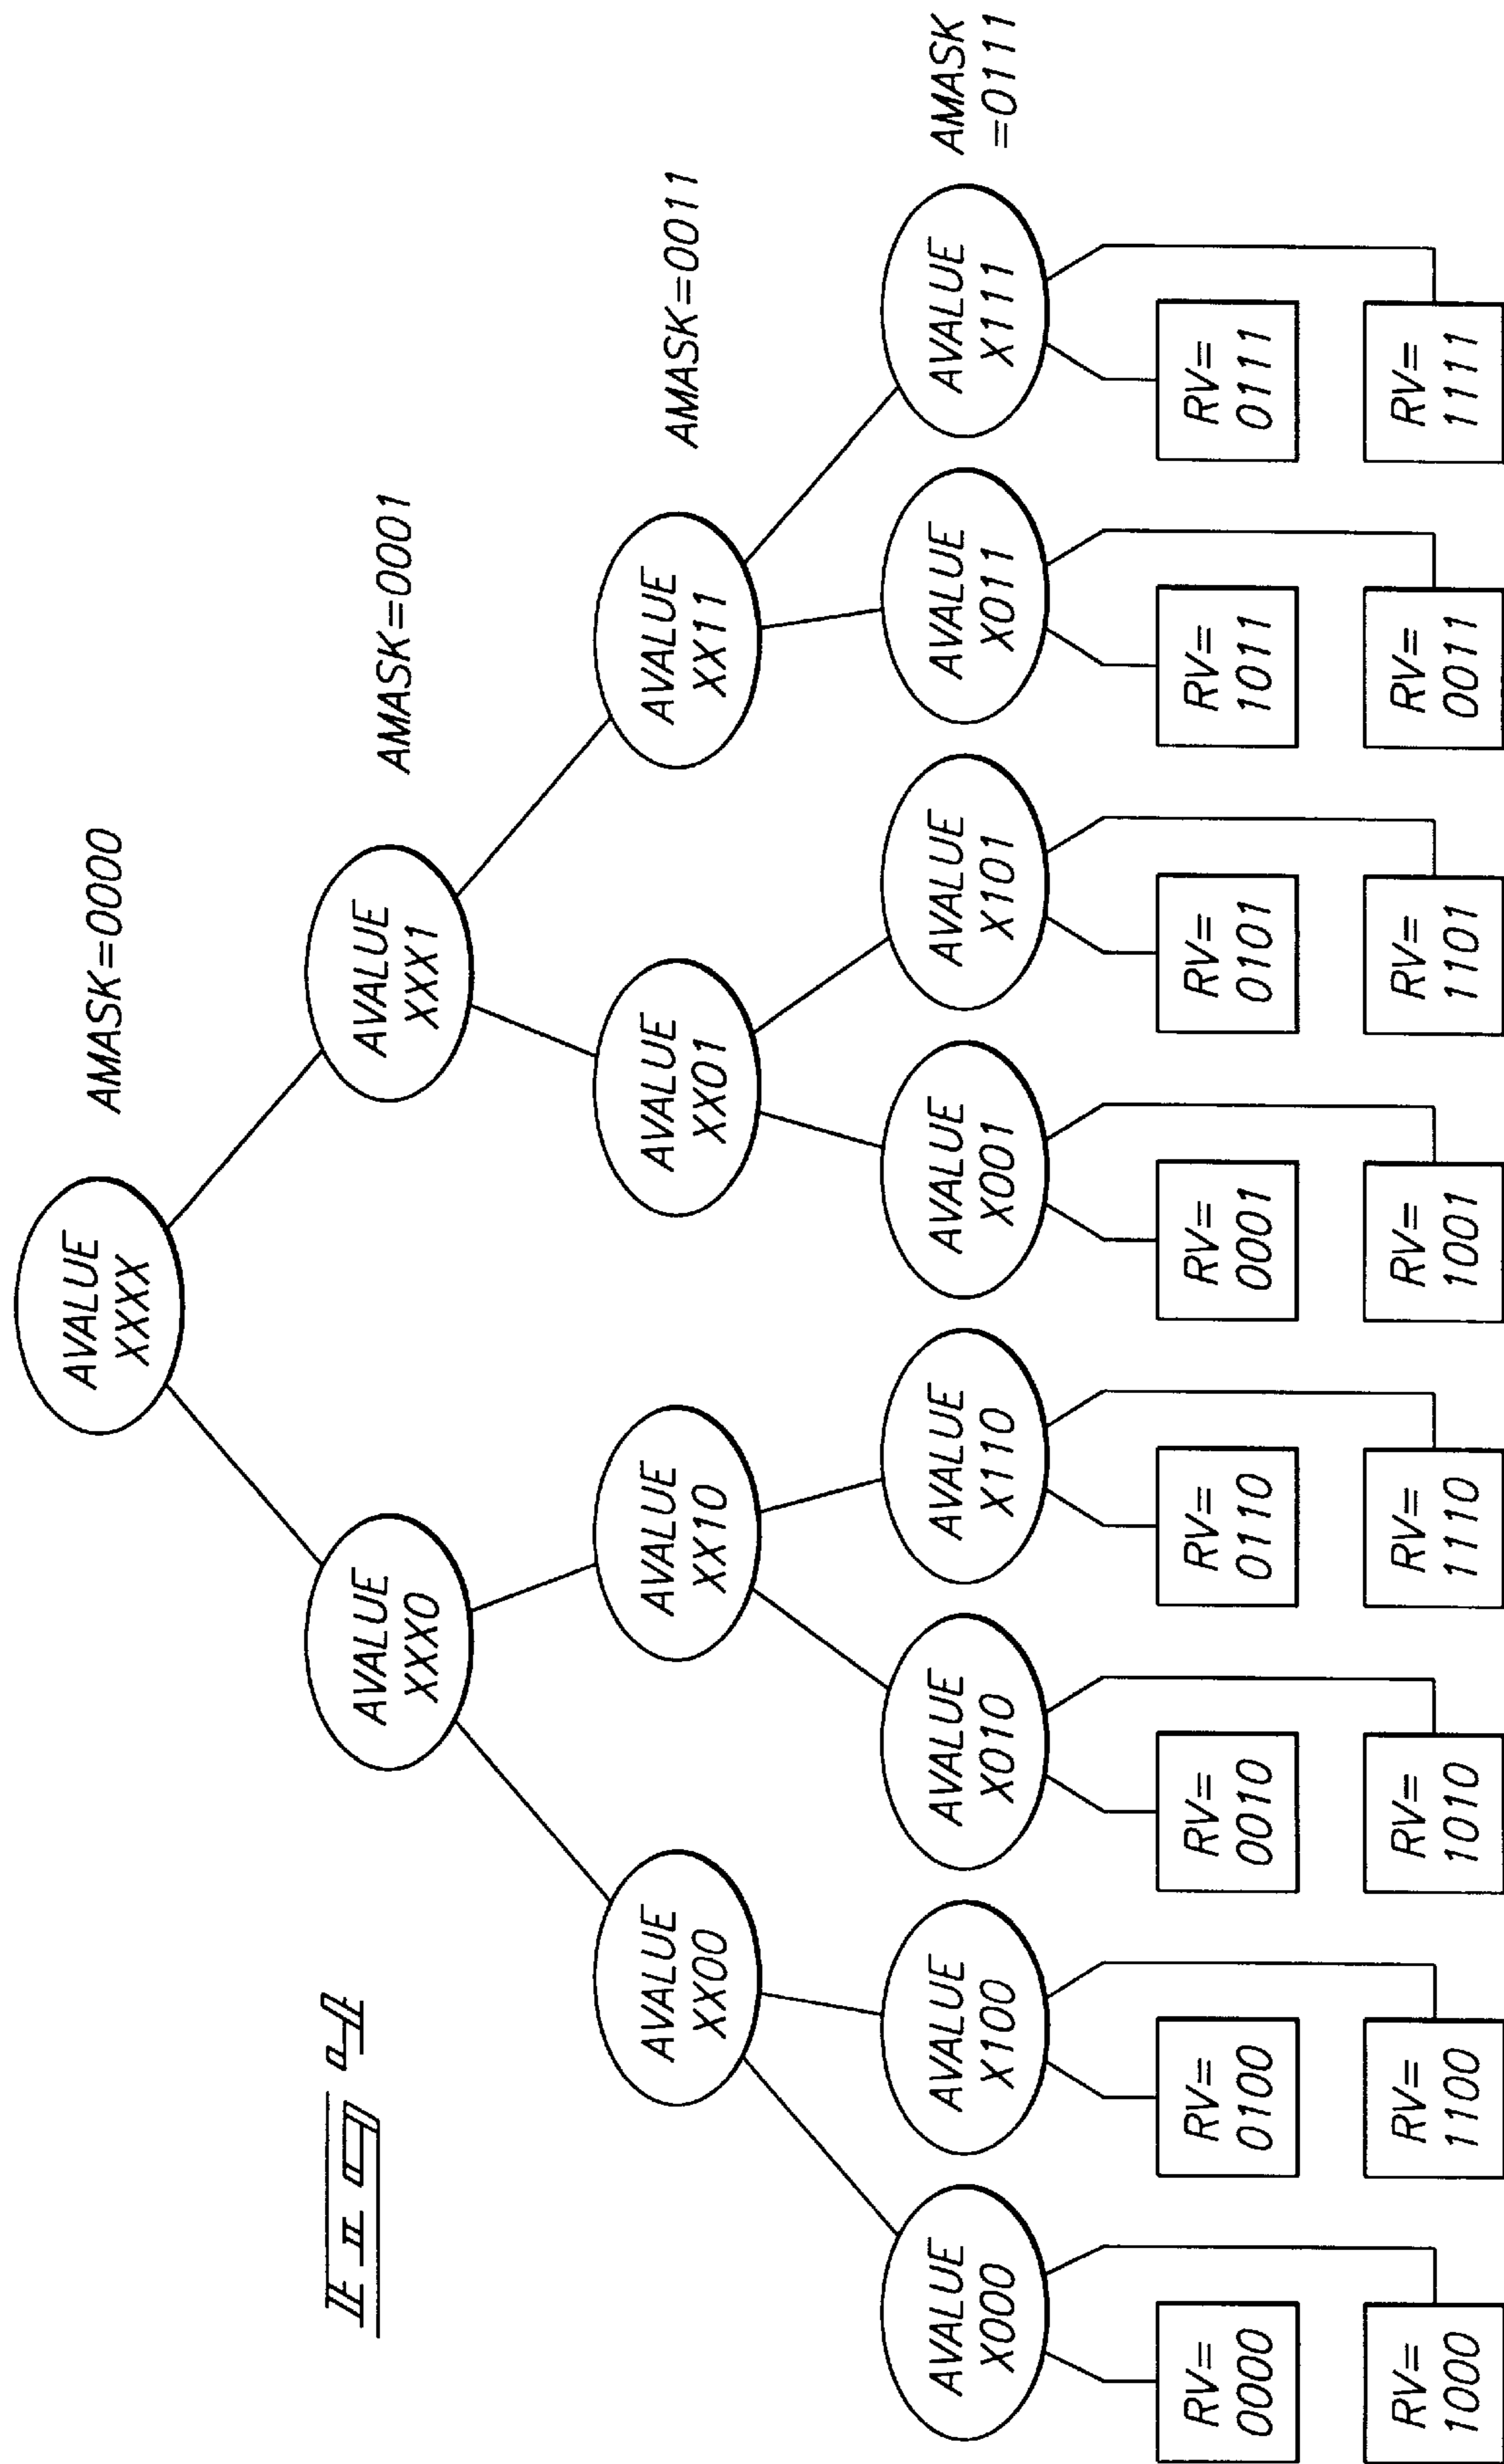 Fig 4
AVALUE
XXXX
AMASK=0000
AVALUE
XXX0
AVALUE
XXX1
AMASK=0001
AVALUE
XX00
AVALUE
XX10
AVALUE
XX01
AVALUE
XX11
AMASK=0011
AVALUE
X000
AVALUE
X100
AVALUE
X010
AVALUE
X110
AVALUE
X001
AVALUE
X101
AVALUE
X011
AVALUE
X111
AMASK
=0111
RV=
0000
RV=
0100
RV=
0010
RV=
0110
RV=
0001
RV=
0101
RV=
1011
RV=
0111
RV=
1000
RV=
1100
RV=
1010
RV=
1110
RV=
1001
RV=
1101
RV=
0011
RV=
1111